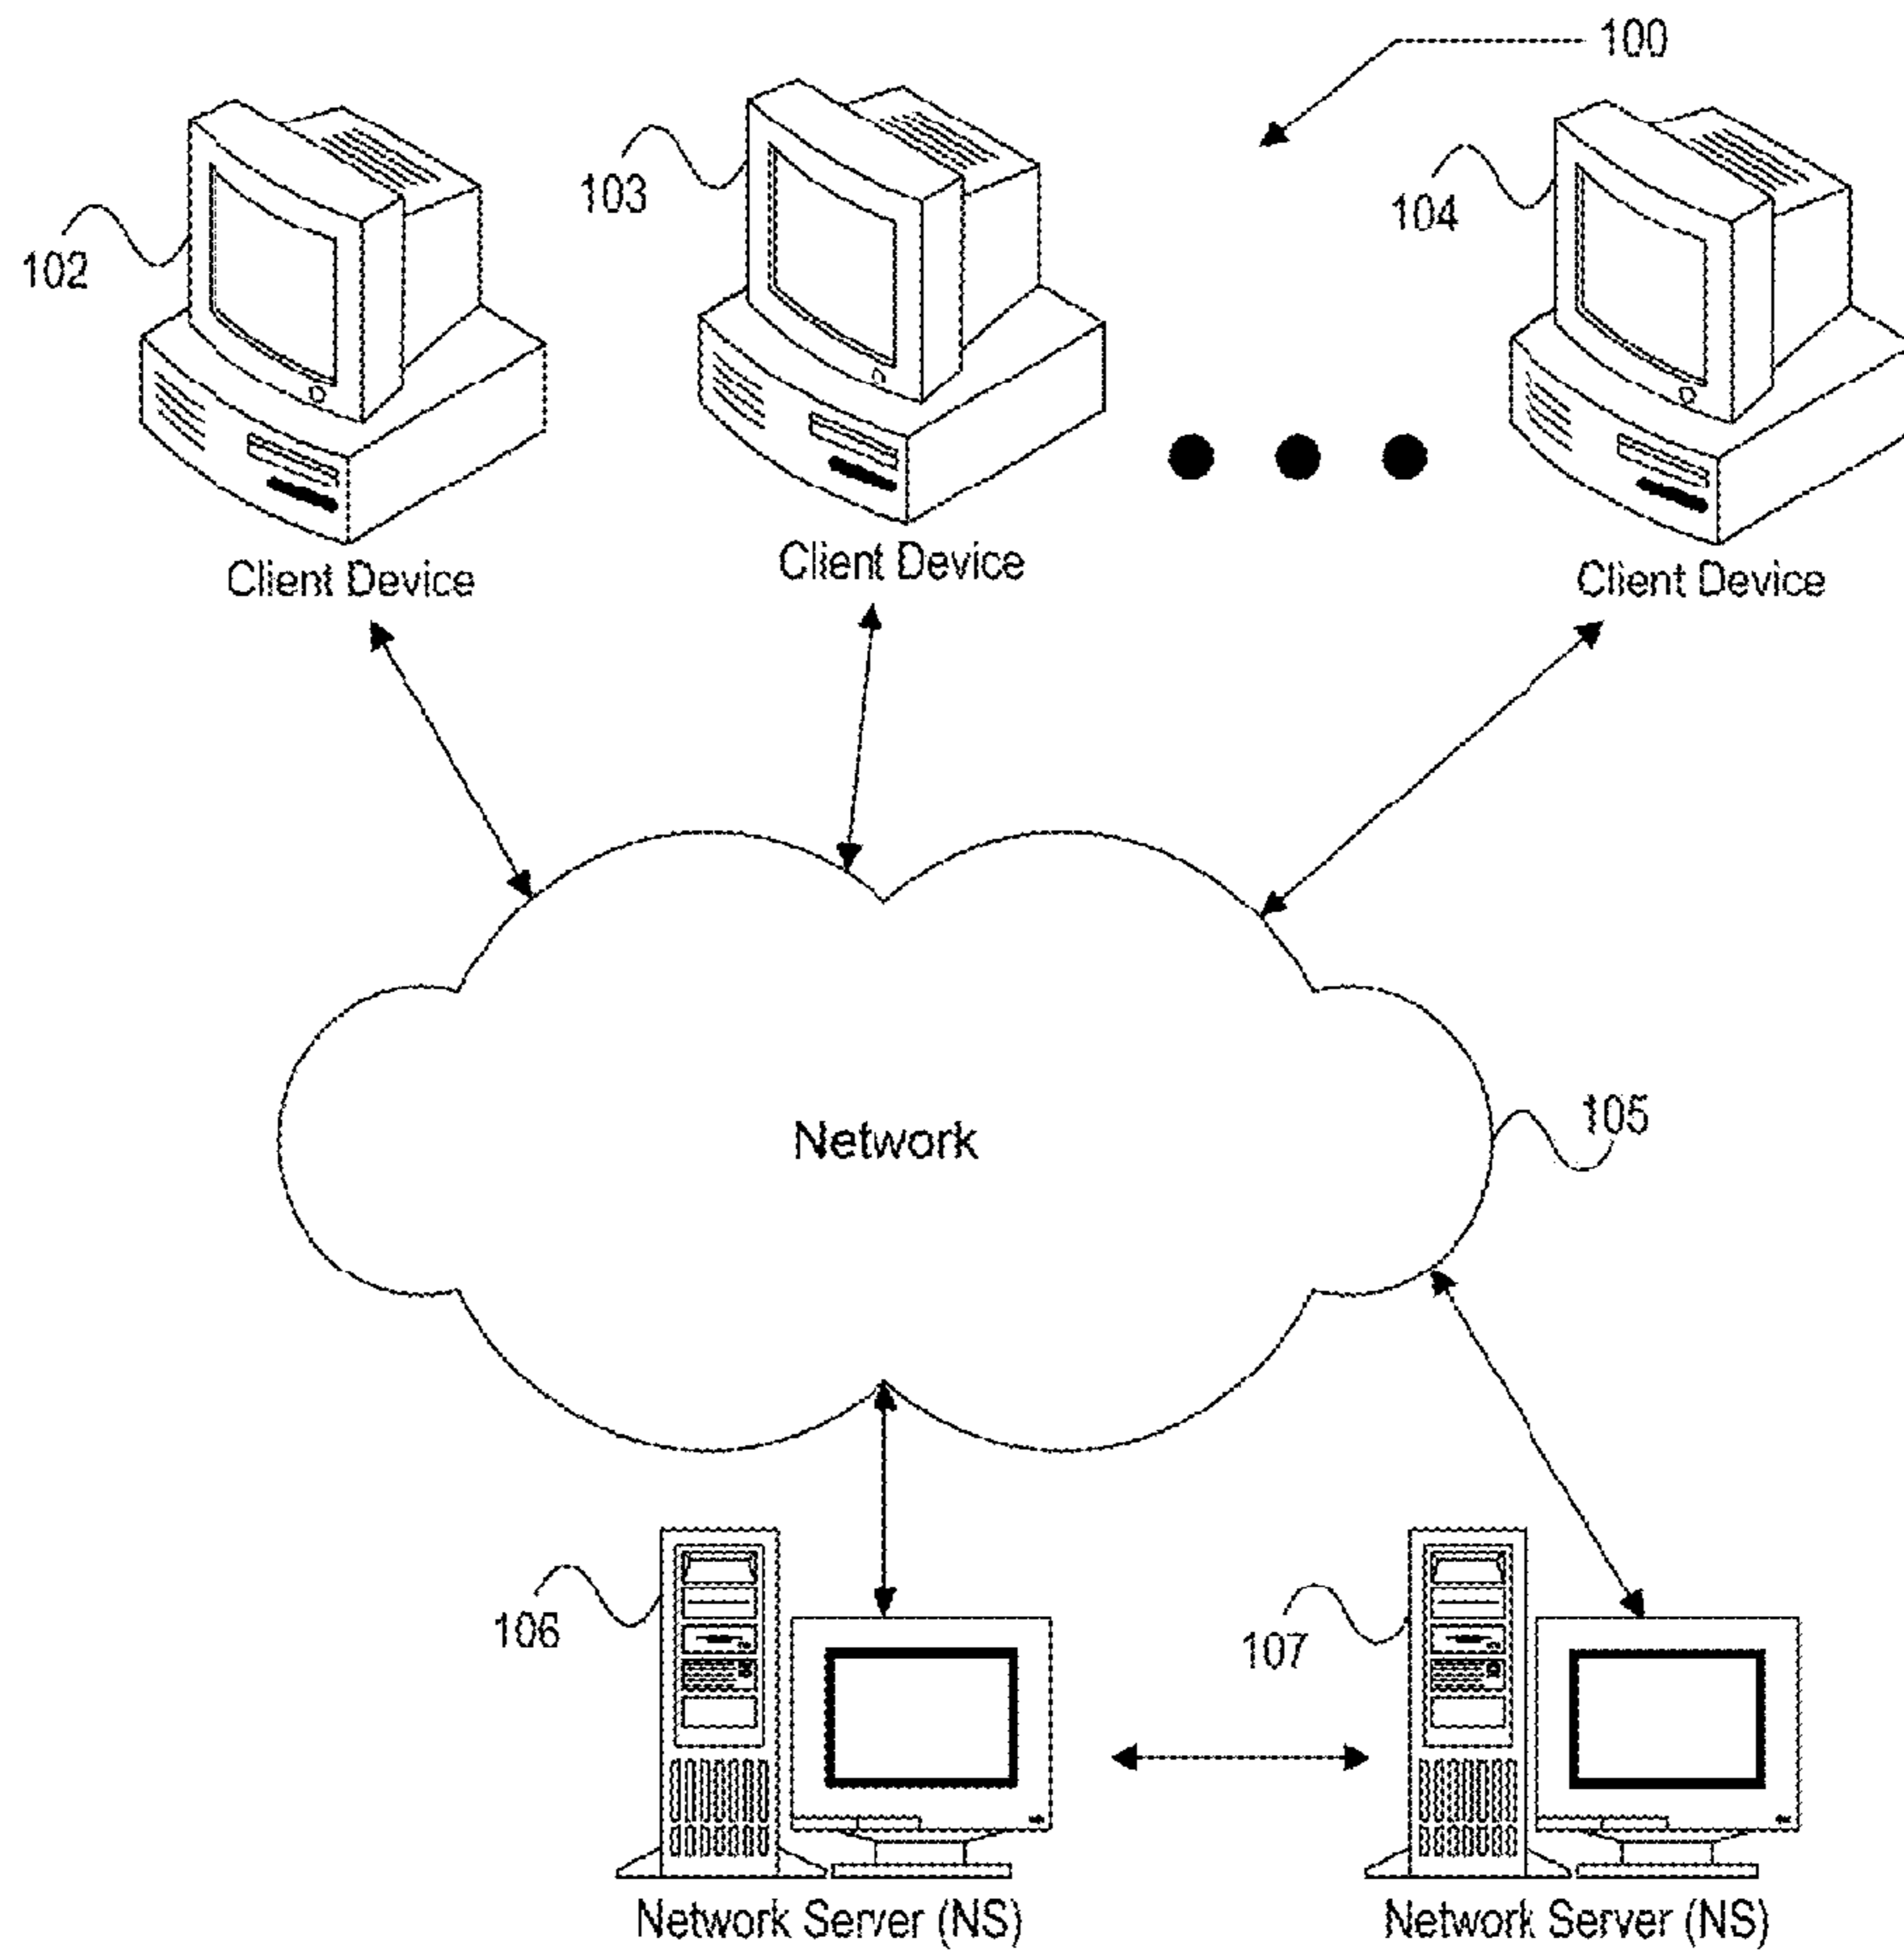 100
103
104
102
Client Device
Client Device
Client Device
Network
105
106
107
Network Server (NS)
Network Server (NS)